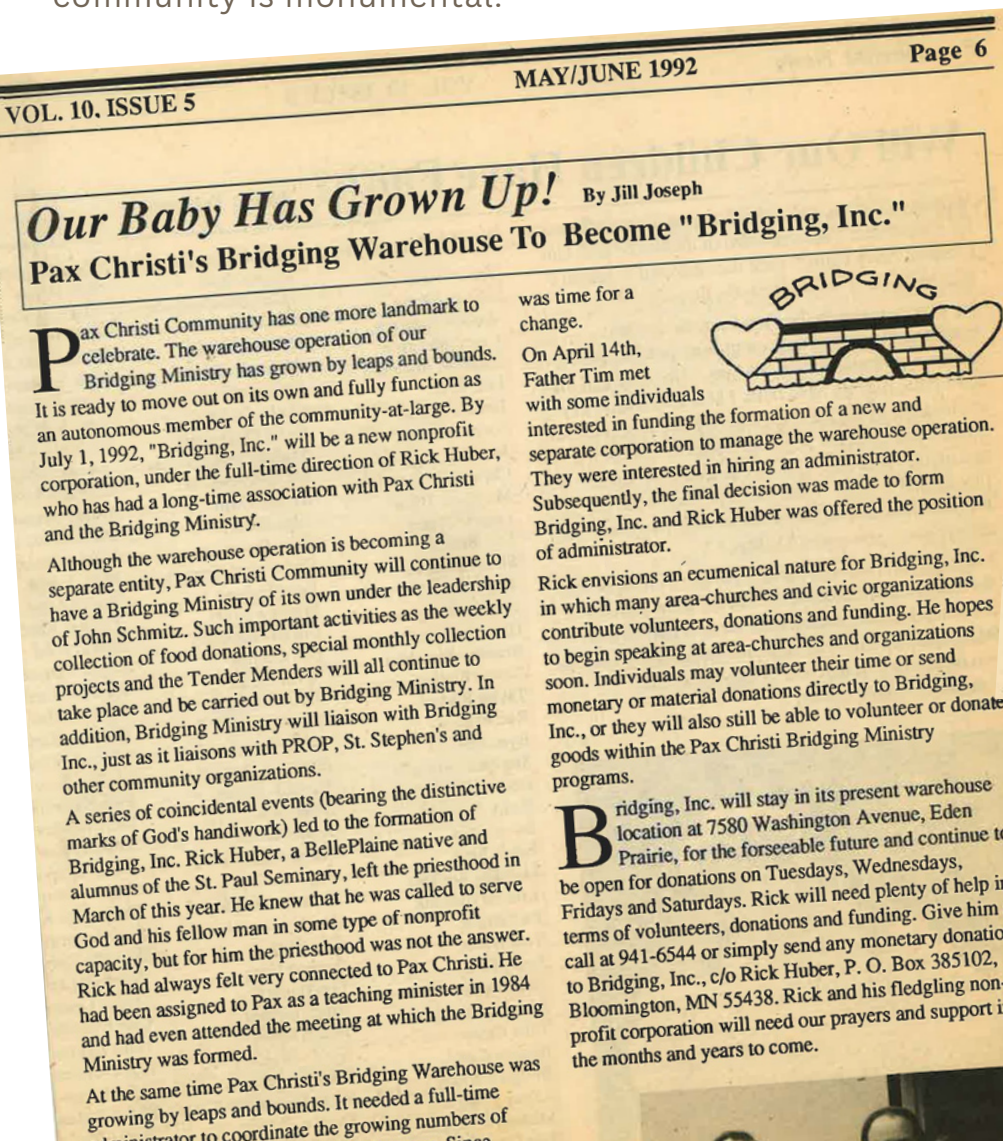 community is monumental.
VOL. 10. ISSUE 5
MAY/JUNE 1992
Page 6
Our Baby Has Grown Up! By Jill Joseph
Pax Christi's Bridging Warehouse To Become "Bridging, Inc."
Pax Christi Community has one more landmark to
celebrate. The warehouse operation of our
Bridging Ministry has grown by leaps and bounds.
It is ready to move out on its own and fully function as
an autonomous member of the community-at-large. By
July 1, 1992, "Bridging, Inc." will be a new nonprofit
corporation, under the full-time direction of Rick Huber,
who has had a long-time association with Pax Christi
and the Bridging Ministry.
Although the warehouse operation is becoming a
separate entity, Pax Christi Community will continue to
have a Bridging Ministry of its own under the leadership
of John Schmitz. Such important activities as the weekly
collection of food donations, special monthly collection
projects and the Tender Menders will all continue to
take place and be carried out by Bridging Ministry. In
addition, Bridging Ministry will liaison with Bridging
Inc., just as it liaisons with PROP, St. Stephen's and
other community organizations.
A series of coincidental events (bearing the distinctive
marks of God's handiwork) led to the formation of
Bridging, Inc. Rick Huber, a BellePlaine native and
alumnus of the St. Paul Seminary, left the priesthood in
March of this year. He knew that he was called to serve
God and his fellow man in some type of nonprofit
capacity, but for him the priesthood was not the answer.
Rick had always felt very connected to Pax Christi. He
had been assigned to Pax as a teaching minister in 1984
and had even attended the meeting at which the Bridging
Ministry was formed.
At the same time Pax Christi's Bridging Warehouse was
growing by leaps and bounds. It needed a full-time
to coordinate the growing numbers of
was time for a
change.
BRIDGING
On April 14th,
Father Tim met
with some individuals
interested in funding the formation of a new and
separate corporation to manage the warehouse operation.
They were interested in hiring an administrator.
Subsequently, the final decision was made to form
Bridging, Inc. and Rick Huber was offered the position
of administrator.
Rick envisions an ecumenical nature for Bridging, Inc.
in which many area-churches and civic organizations
contribute volunteers, donations and funding. He hopes
to begin speaking at area-churches and organizations
soon. Individuals may volunteer their time or send
monetary or material donations directly to Bridging,
Inc., or they will also still be able to volunteer or donate
goods within the Pax Christi Bridging Ministry
programs.
Bridging, Inc. will stay in its present warehouse
location at 7580 Washington Avenue, Eden
Prairie, for the forseeable future and continue to
be open for donations on Tuesdays, Wednesdays,
Fridays and Saturdays. Rick will need plenty of help in
terms of volunteers, donations and funding. Give him
call at 941-6544 or simply send any monetary donatio
to Bridging, Inc., c/o Rick Huber, P. O. Box 385102,
Bloomington, MN 55438. Rick and his fledgling non-
profit corporation will need our prayers and support i
the months and years to come.